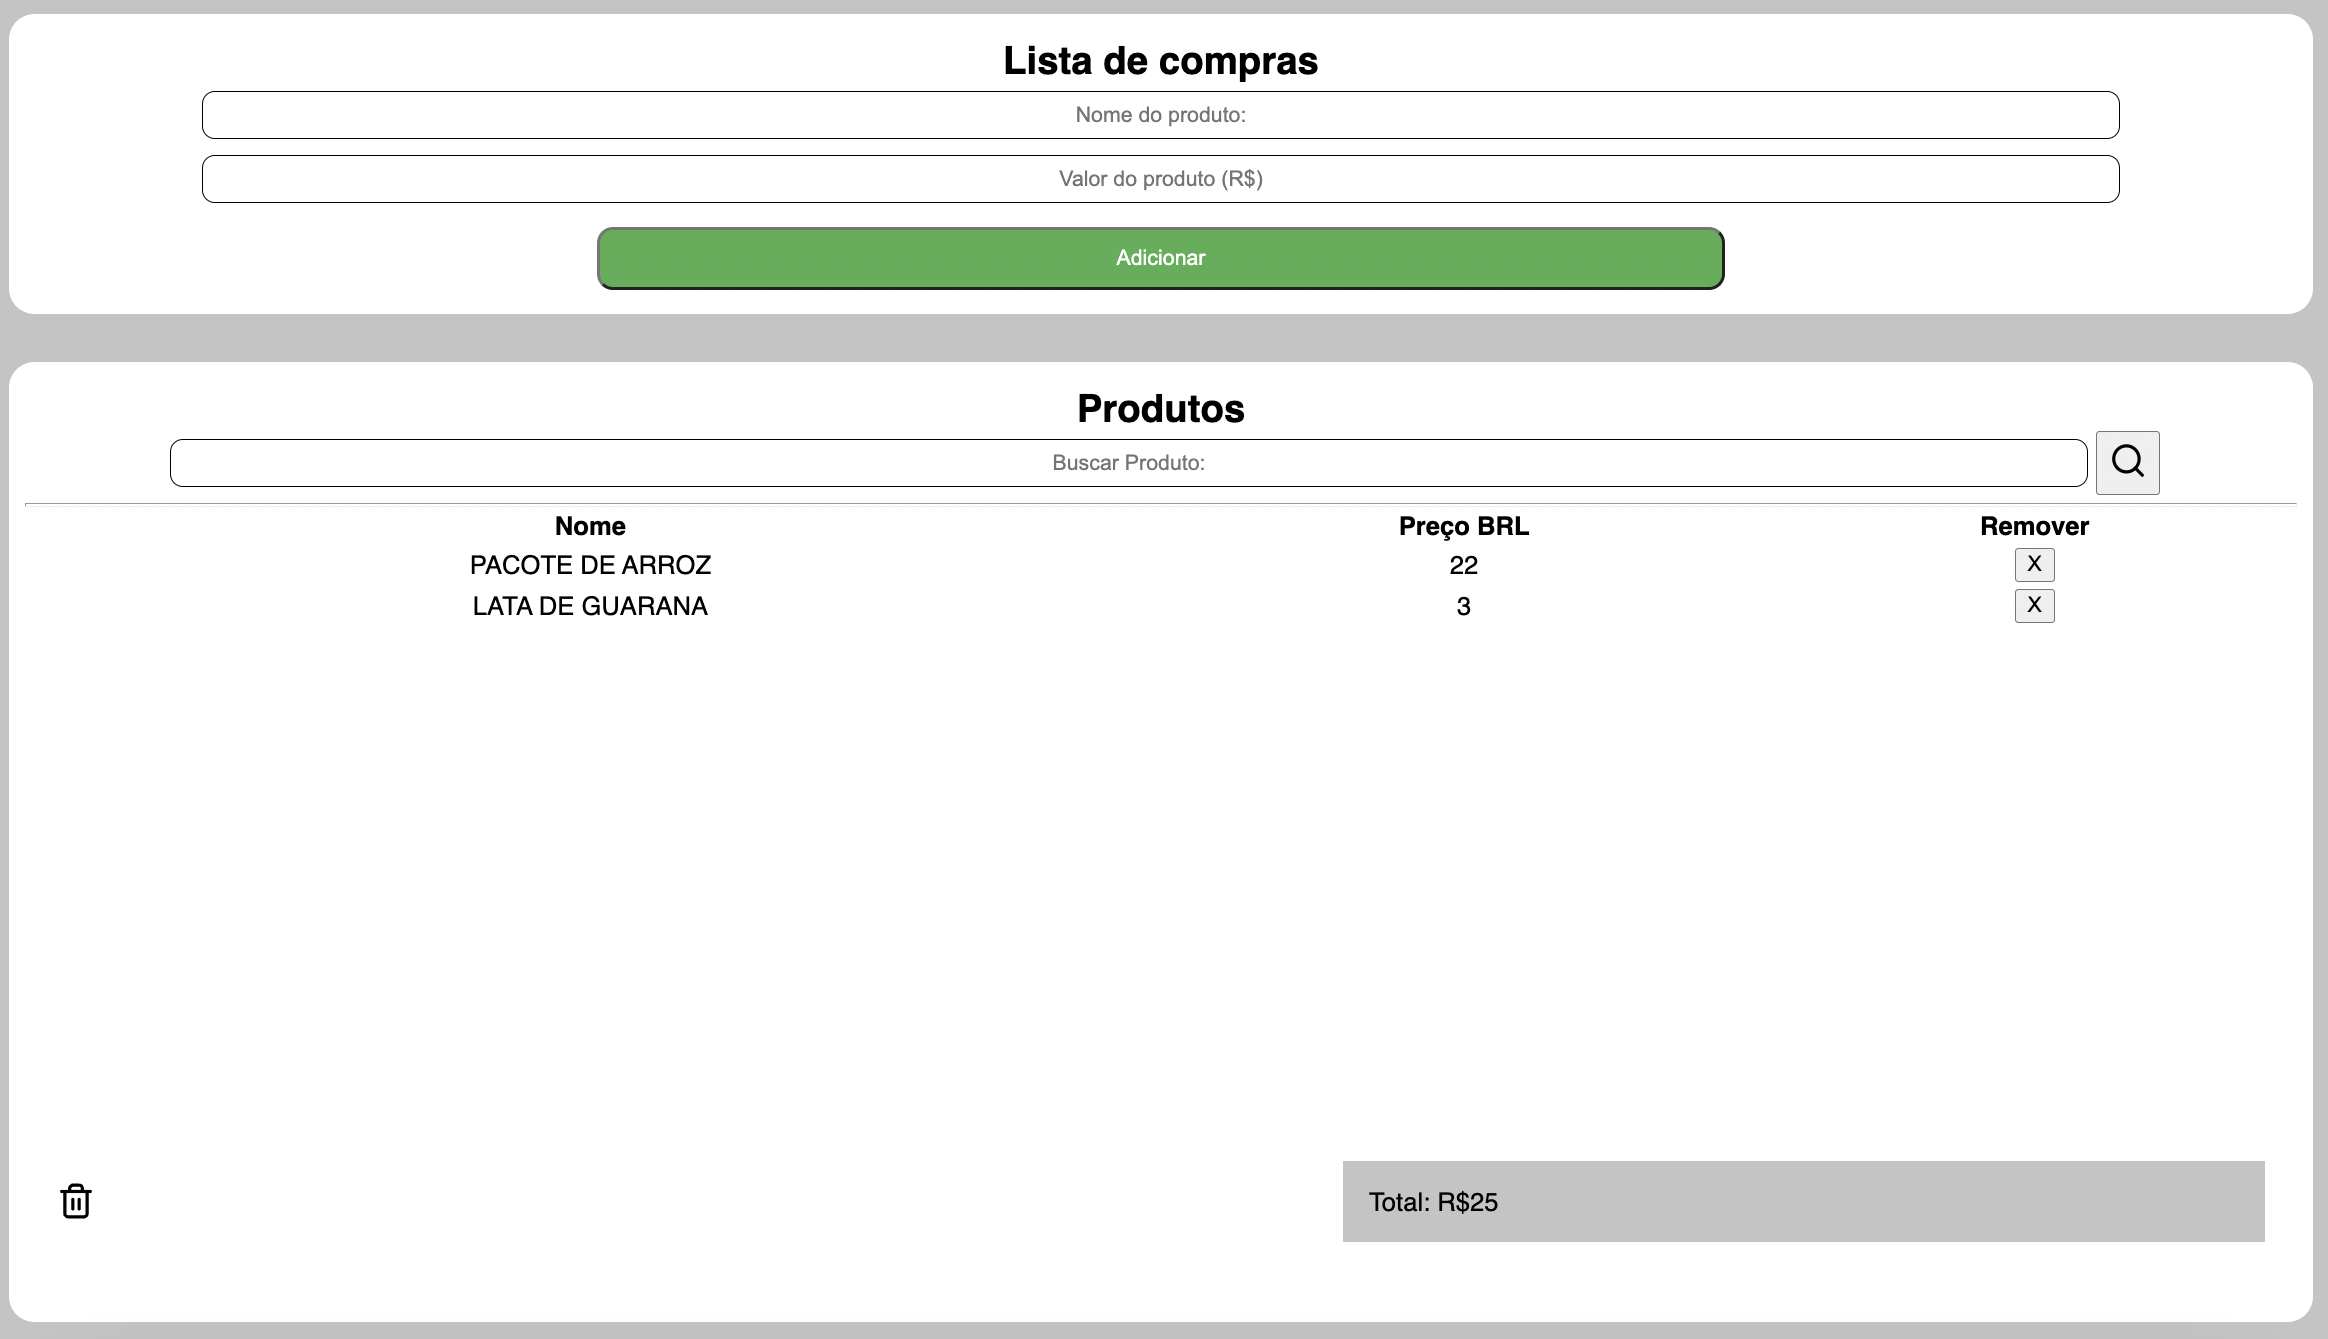 Lista de compras
Nome do produto:
Valor do produto (R$)
Adicionar
Produtos
Buscar Produto:
Nome Preço BRL Remover
PACOTE DE ARROZ 22 X
LATA DE GUARANA 3 X
Total: R$25